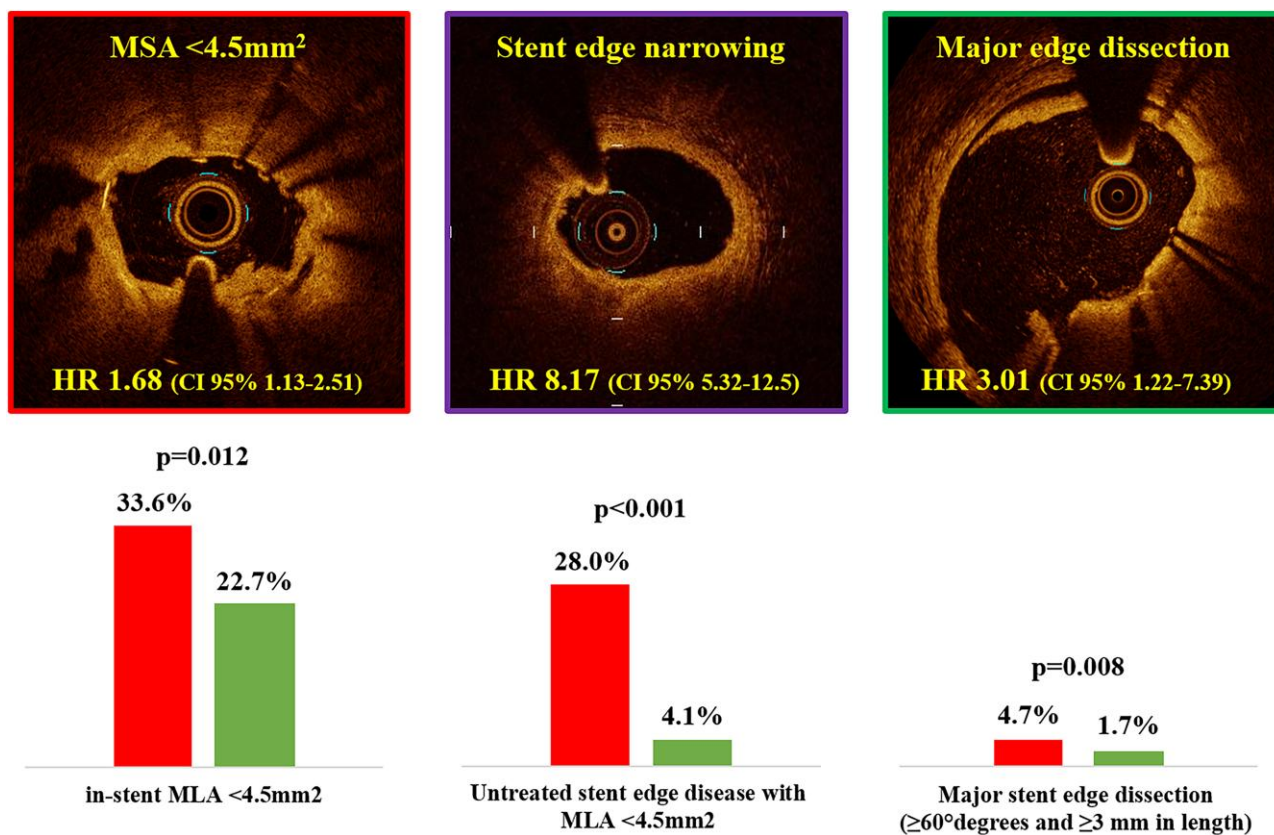 MSA <4.5mm²
Stent edge narrowing
Major edge dissection
HR 1.68 (CI 95% 1.13-2.51)
HR 8.17 (CI 95% 5.32-12.5)
HR 3.01 (CI 95% 1.22-7.39)
p=0.012
33.6%
22.7%
in-stent MLA <4.5mm2
p<0.001
28.0%
4.1%
Untreated stent edge disease with
MLA <4.5mm2
p=0.008
4.7%
1.7%
Major stent edge dissection
(≥60°degrees and ≥3 mm in length)